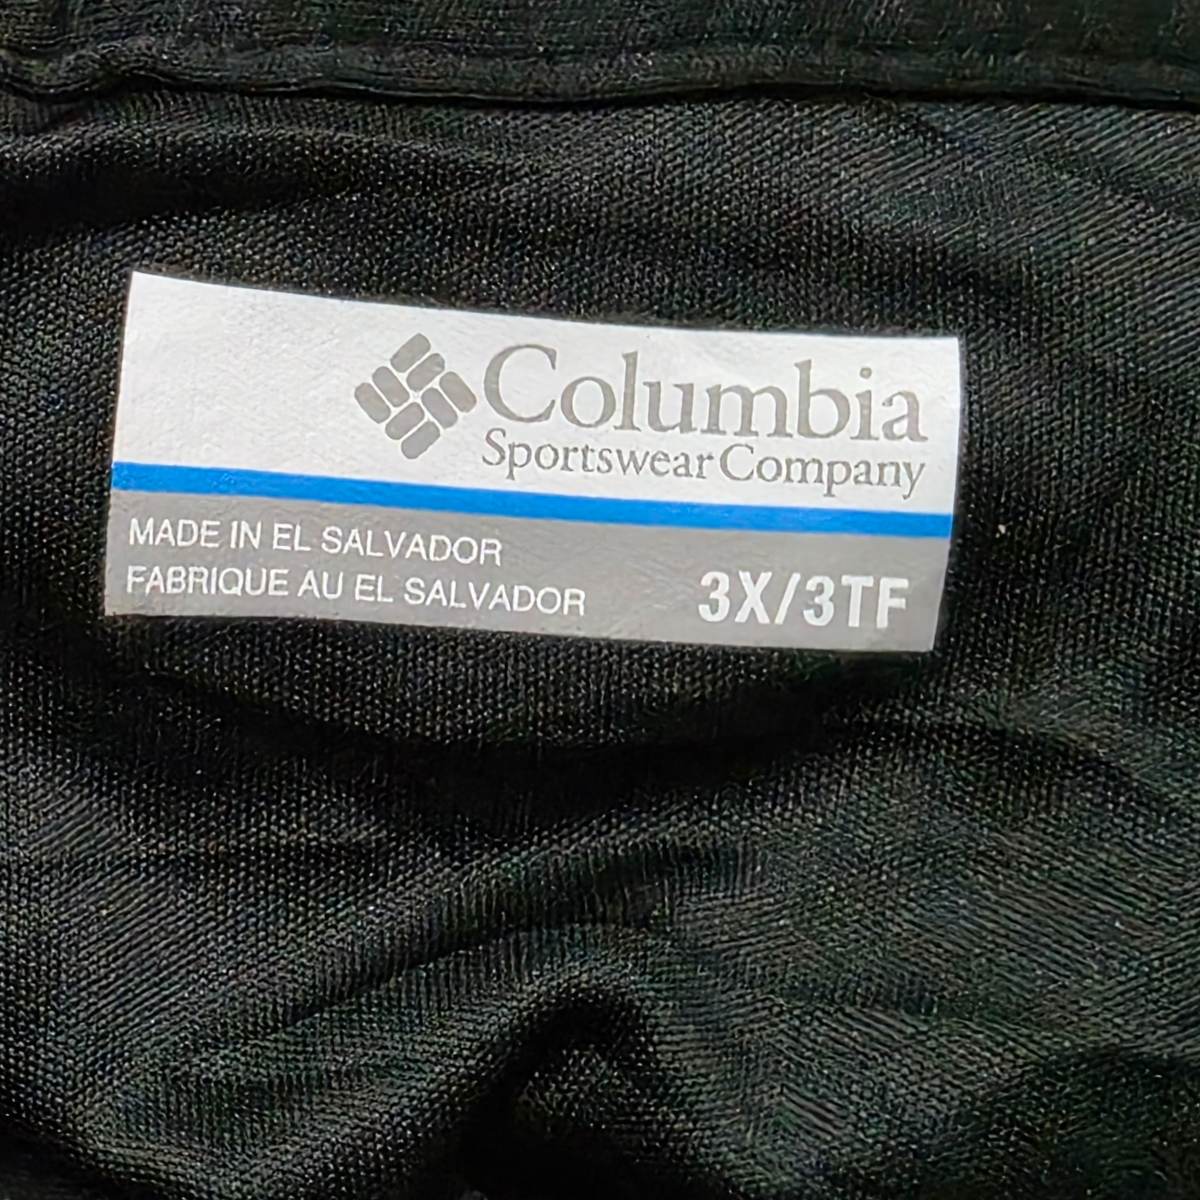 Columbia
Sportswear Company
MADE IN EL SALVADOR
FABRIQUE AU EL SALVADOR
3X/3TF